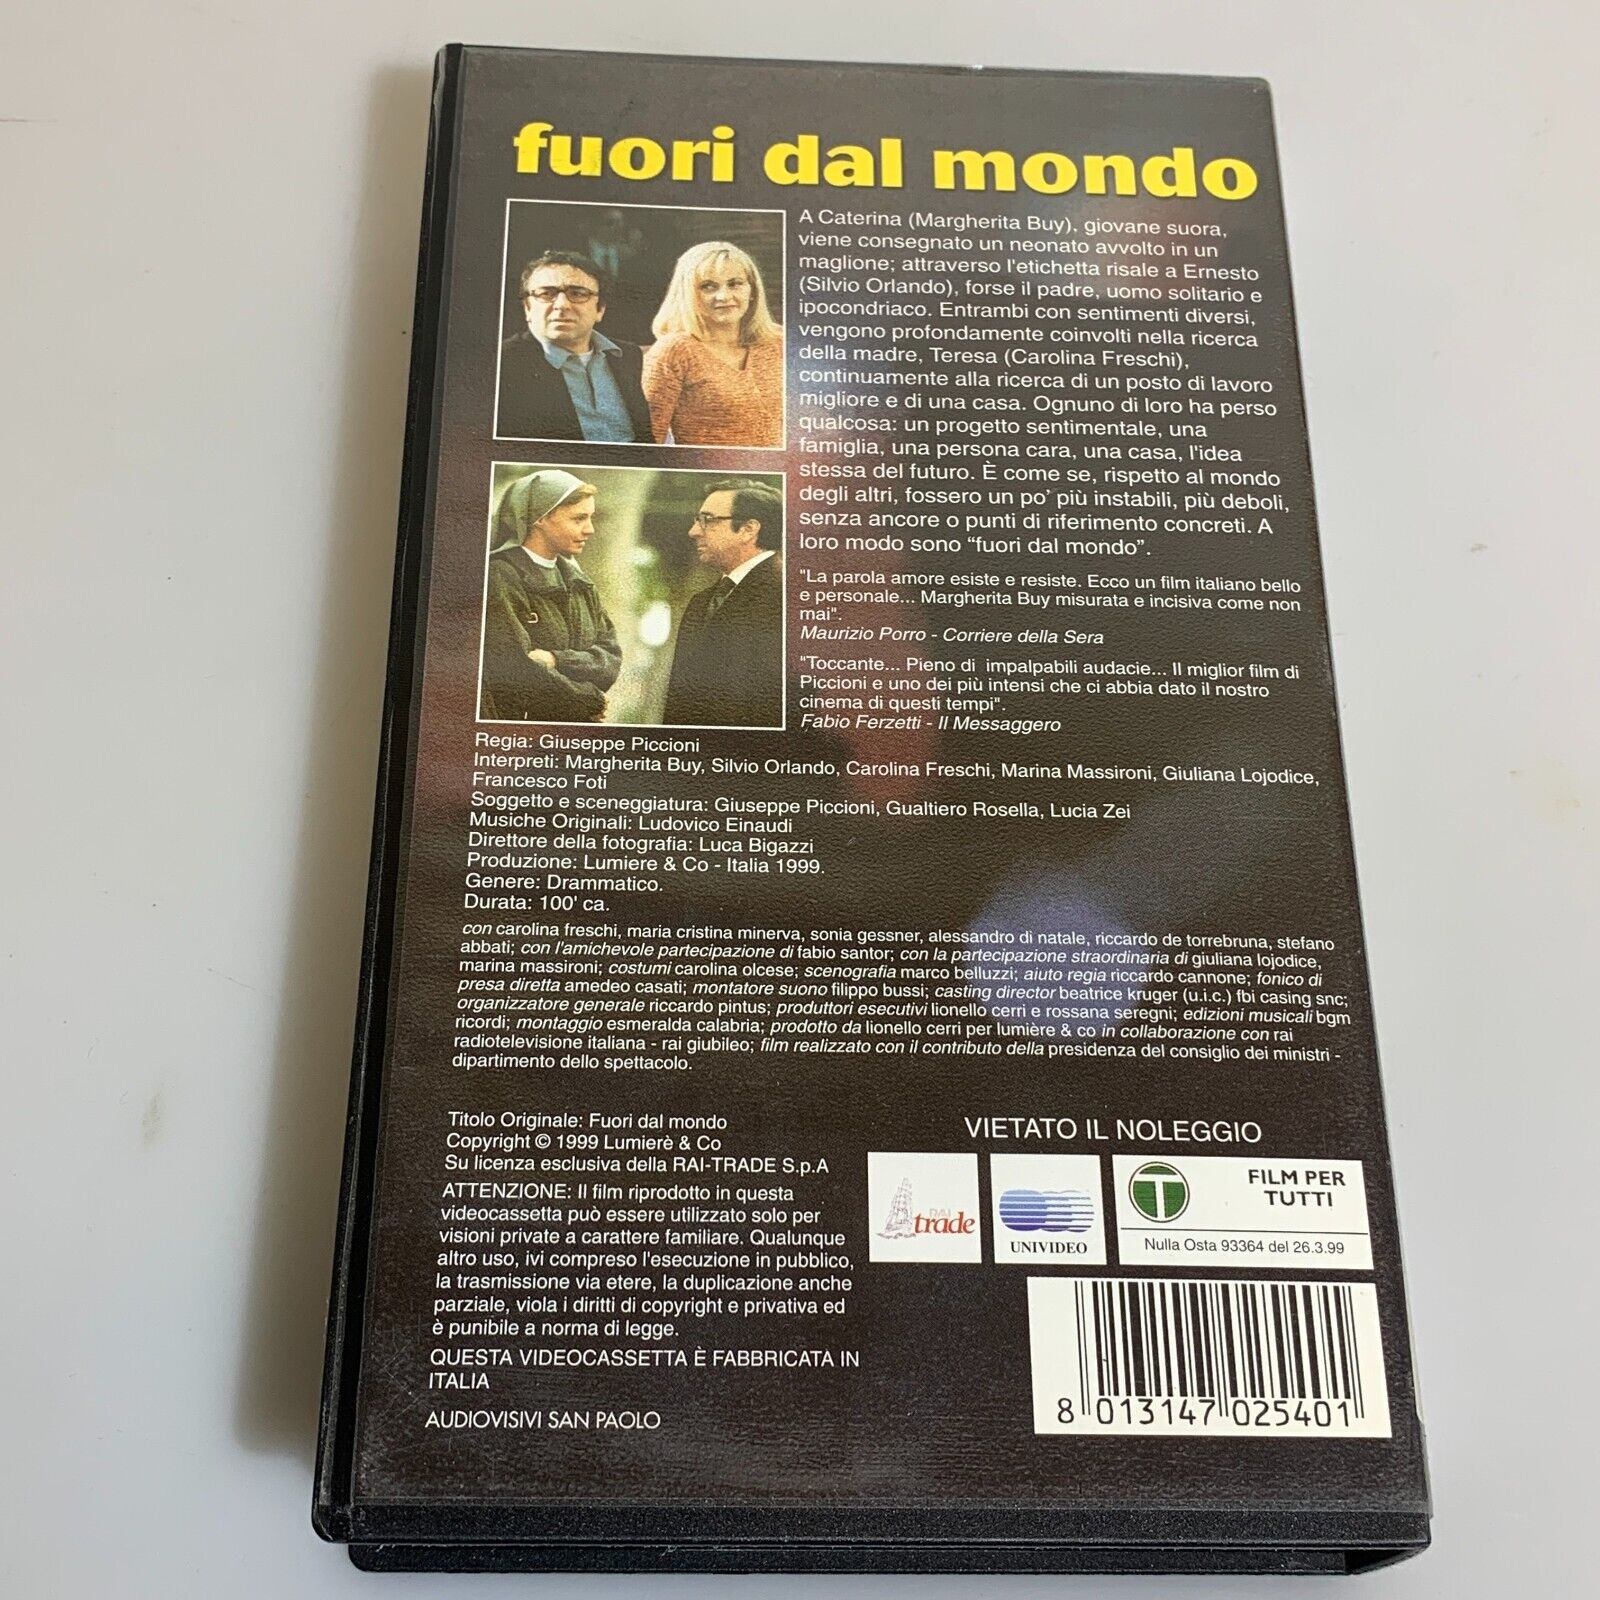 fuori dal mondo
A Caterina (Margherita Buy), giovane suora,
viene consegnato un neonato avvolto in un
maglione; attraverso l'etichetta risale a Ernesto
(Silvio Orlando), forse il padre, uomo solitario e
ipocondriaco. Entrambi con sentimenti diversi,
vengono profondamente coinvolti nella ricerca
della madre, Teresa (Carolina Freschi),
continuamente alla ricerca di un posto di lavoro
migliore e di una casa. Ognuno di loro ha perso
qualcosa: un progetto sentimentale, una
famiglia, una persona cara, una casa, l'idea
stessa del futuro. È come se, rispetto al mondo
degli altri, fossero un po' più instabili, più deboli,
senza ancore o punti di riferimento concreti. A
loro modo sono "fuori dal mondo".
"La parola amore esiste e resiste. Ecco un film italiano bello
e personale... Margherita Buy misurata e incisiva come non
mai".
Maurizio Porro - Corriere della Sera
"Toccante... Pieno di impalpabili audacie... Il miglior film di
Piccioni e uno dei più intensi che ci abbia dato il nostro
cinema di questi tempi".
Fabio Ferzetti - Il Messaggero
Regia: Giuseppe Piccioni
Interpreti: Margherita Buy, Silvio Orlando, Carolina Freschi, Marina Massironi, Giuliana Lojodice,
Francesco Foti
Soggetto e sceneggiatura: Giuseppe Piccioni, Gualtiero Rosella, Lucia Zei
Musiche Originali: Ludovico Einaudi
Direttore della fotografia: Luca Bigazzi
Produzione: Lumiere & Co - Italia 1999.
Genere: Drammatico.
Durata: 100' ca.
con carolina freschi, maria cristina minerva, sonia gessner, alessandro di natale, riccardo de torrebruna, stefano
abbati; con l'amichevole partecipazione di fabio santor; con la partecipazione straordinaria di giuliana lojodice,
marina massironi; costumi carolina olcese; scenografia marco belluzzi; aiuto regia riccardo cannone; fonico di
presa diretta amedeo casati; montatore suono filippo bussi; casting director beatrice kruger (u.i.c.) fbi casing snc;
organizzatore generale riccardo pintus; produttori esecutivi lionello cerri e rossana seregni; edizioni musicali bgm
ricordi; montaggio esmeralda calabria; prodotto da lionello cerri per lumière & co in collaborazione con rai
radiotelevisione italiana - rai giubileo; film realizzato con il contributo della presidenza del consiglio dei ministri -
dipartimento dello spettacolo.
Titolo Originale: Fuori dal mondo
Copyright © 1999 Lumierè & Co
Su licenza esclusiva della RAI-TRADE S.p.A
ATTENZIONE: Il film riprodotto in questa
videocassetta può essere utilizzato solo per
visioni private a carattere familiare. Qualunque
altro uso, ivi compreso l'esecuzione in pubblico,
la trasmissione via etere, la duplicazione anche
parziale, viola i diritti di copyright e privativa ed
è punibile a norma di legge.
QUESTA VIDEOCASSETTA È FABBRICATA IN
ITALIA
AUDIOVISIVI SAN PAOLO
VIETATO IL NOLEGGIO
RAI
trade
UNIVIDEO
T
FILM PER
TUTTI
Nulla Osta 93364 del 26.3.99
8 013147 025401